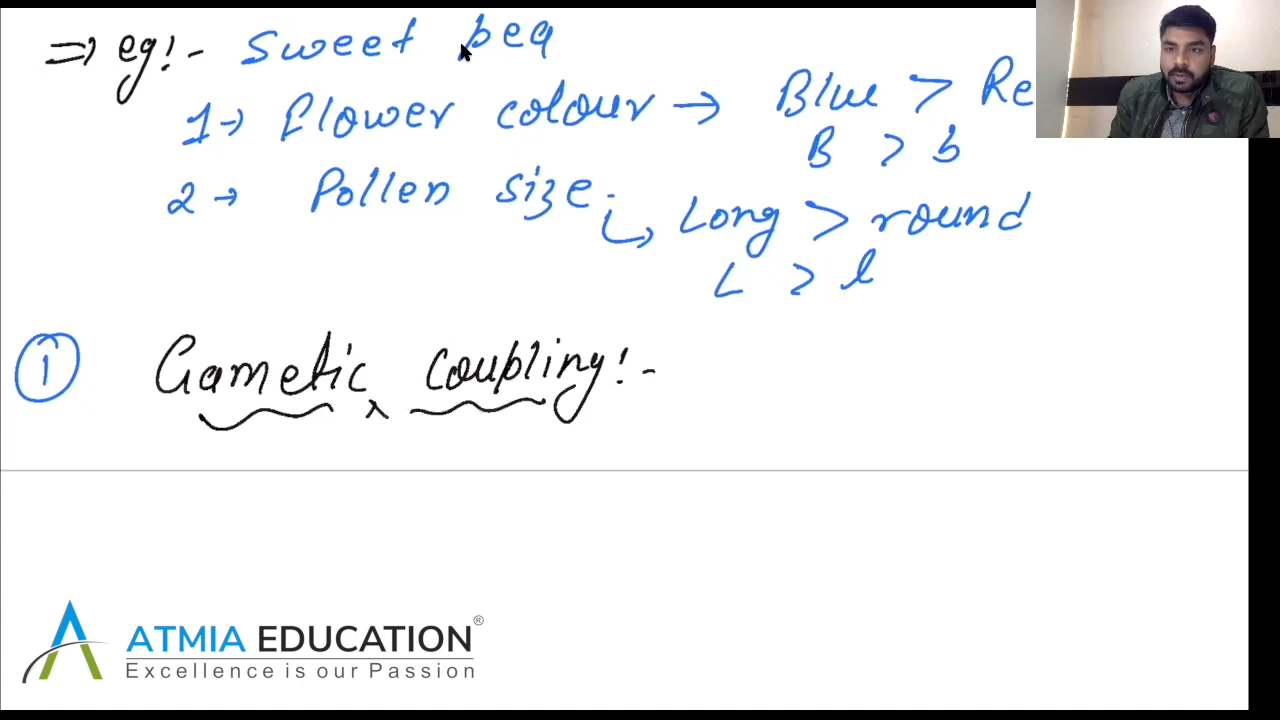 => eg!- Sweet pea
1→ flower colour → Blue > Re
B > b
2→ Pollen size.
Long > round
L > l
1 Gametic coupling!-
ATMIA EDUCATION®
Excellence is our Passion